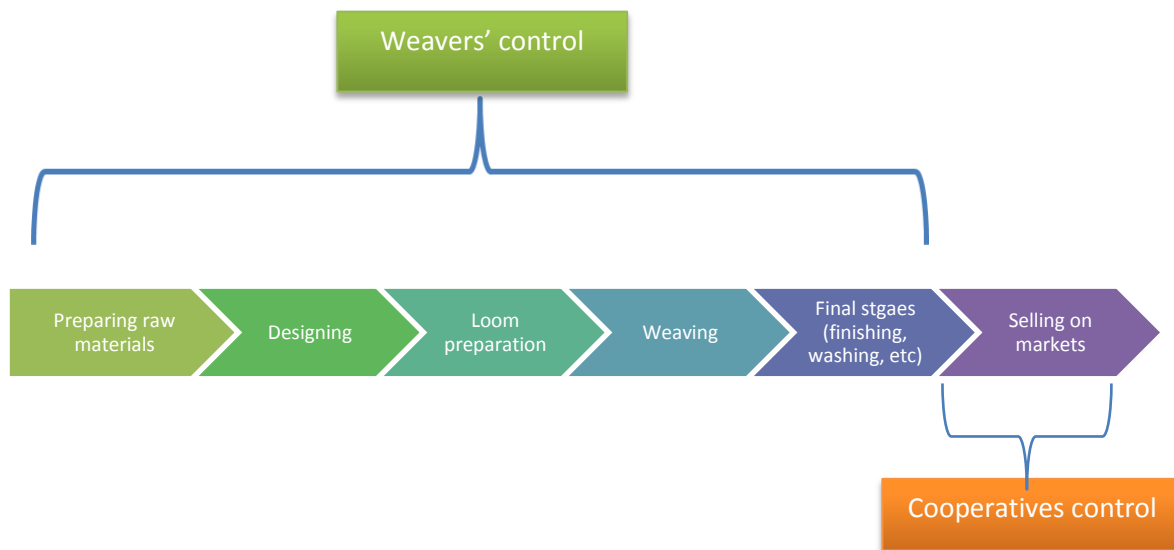 Weavers’ control
Preparing raw
materials
Designing
Loom
preparation
Weaving
Final stgaes
(finishing,
washing, etc)
Selling on
markets
Cooperatives control